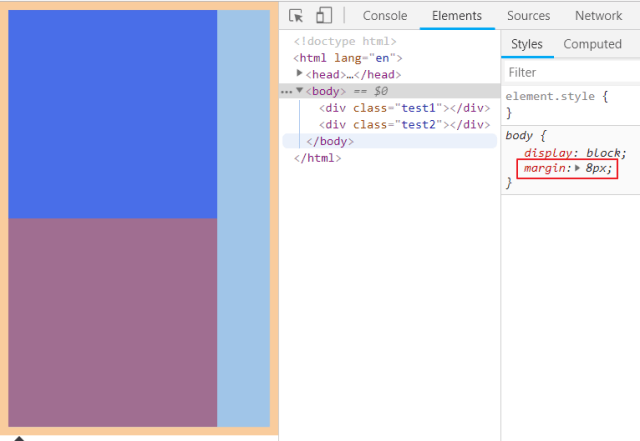 Console Elements Sources Network
<!doctype html>
<html lang="en">
<head>…</head>
<body> == $0
<div class="test1"></div>
<div class="test2"></div>
</body>
</html>
Styles Computed
Filter
element.style {
}
body {
display: block;
margin: 8px;
}